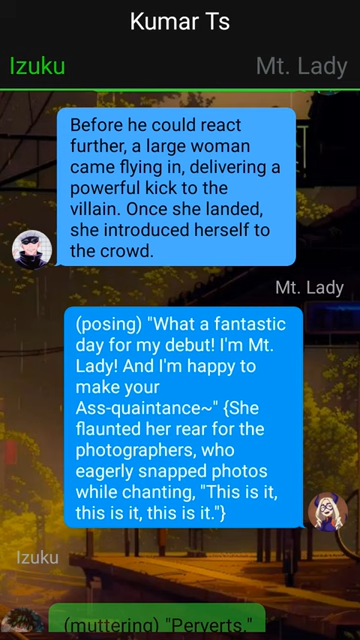 Kumar Ts
Izuku
Mt. Lady
Before he could react
further, a large woman
came flying in, delivering a
powerful kick to the
villain. Once she landed,
she introduced herself to
the crowd.
Mt. Lady
(posing) "What a fantastic
day for my debut! I'm Mt.
Lady! And I'm happy to
make your
Ass-quaintance~" {She
flaunted her rear for the
photographers, who
eagerly snapped photos
while chanting, "This is it,
this is it, this is it."}
Izuku
(muttering) "Perverts."